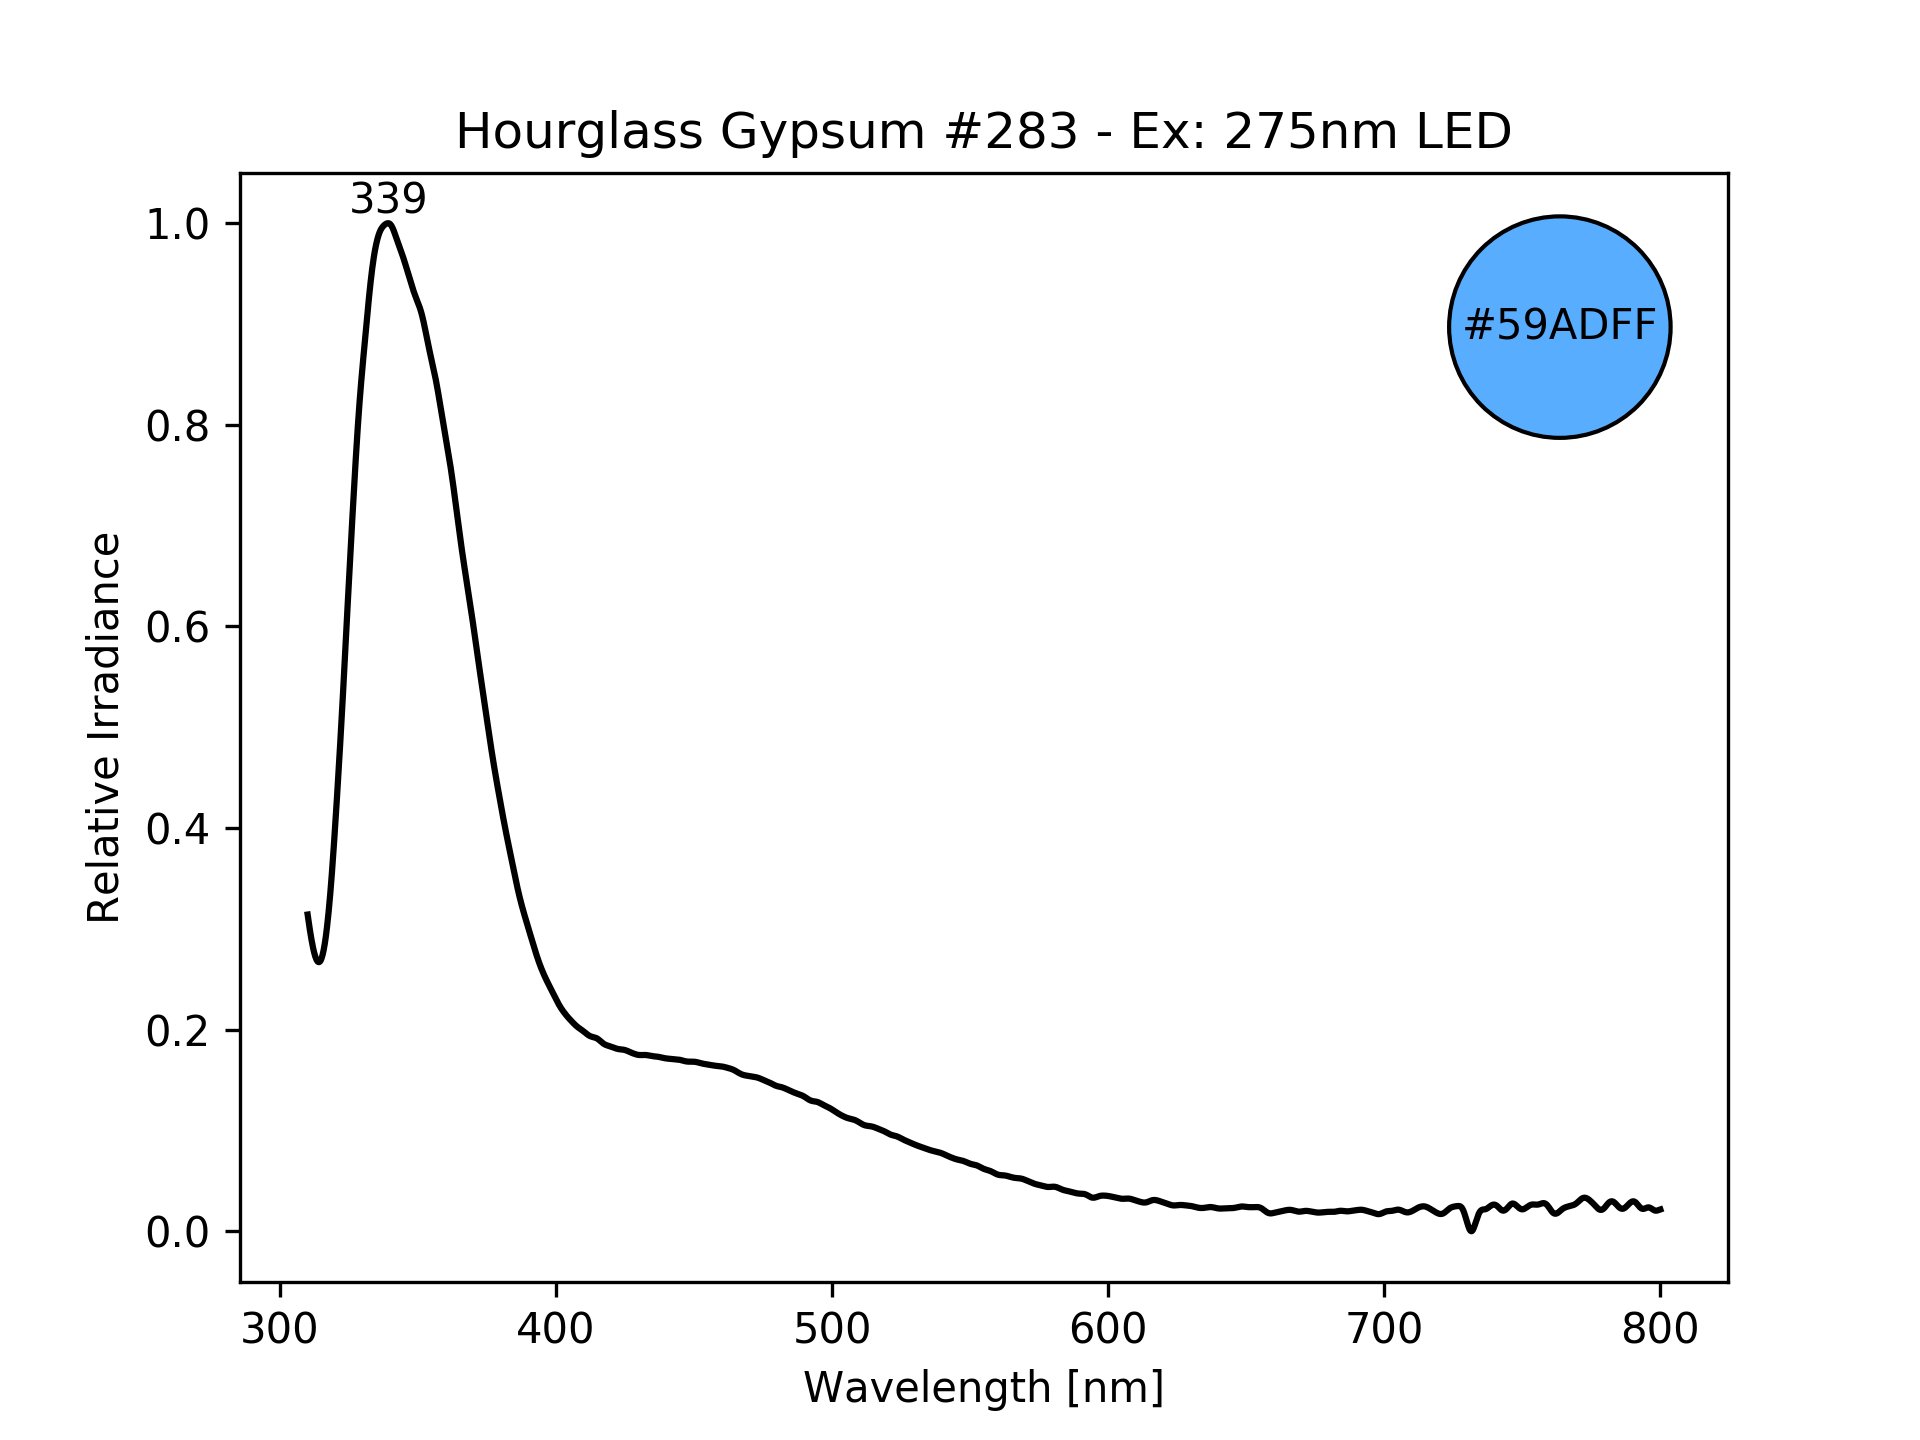 Hourglass Gypsum #283 - Ex: 275nm LED
339
#59ADFF
1.0
0.8
0.6
0.4
0.2
0.0
Relative Irradiance
300 400 500 600 700 800
Wavelength [nm]